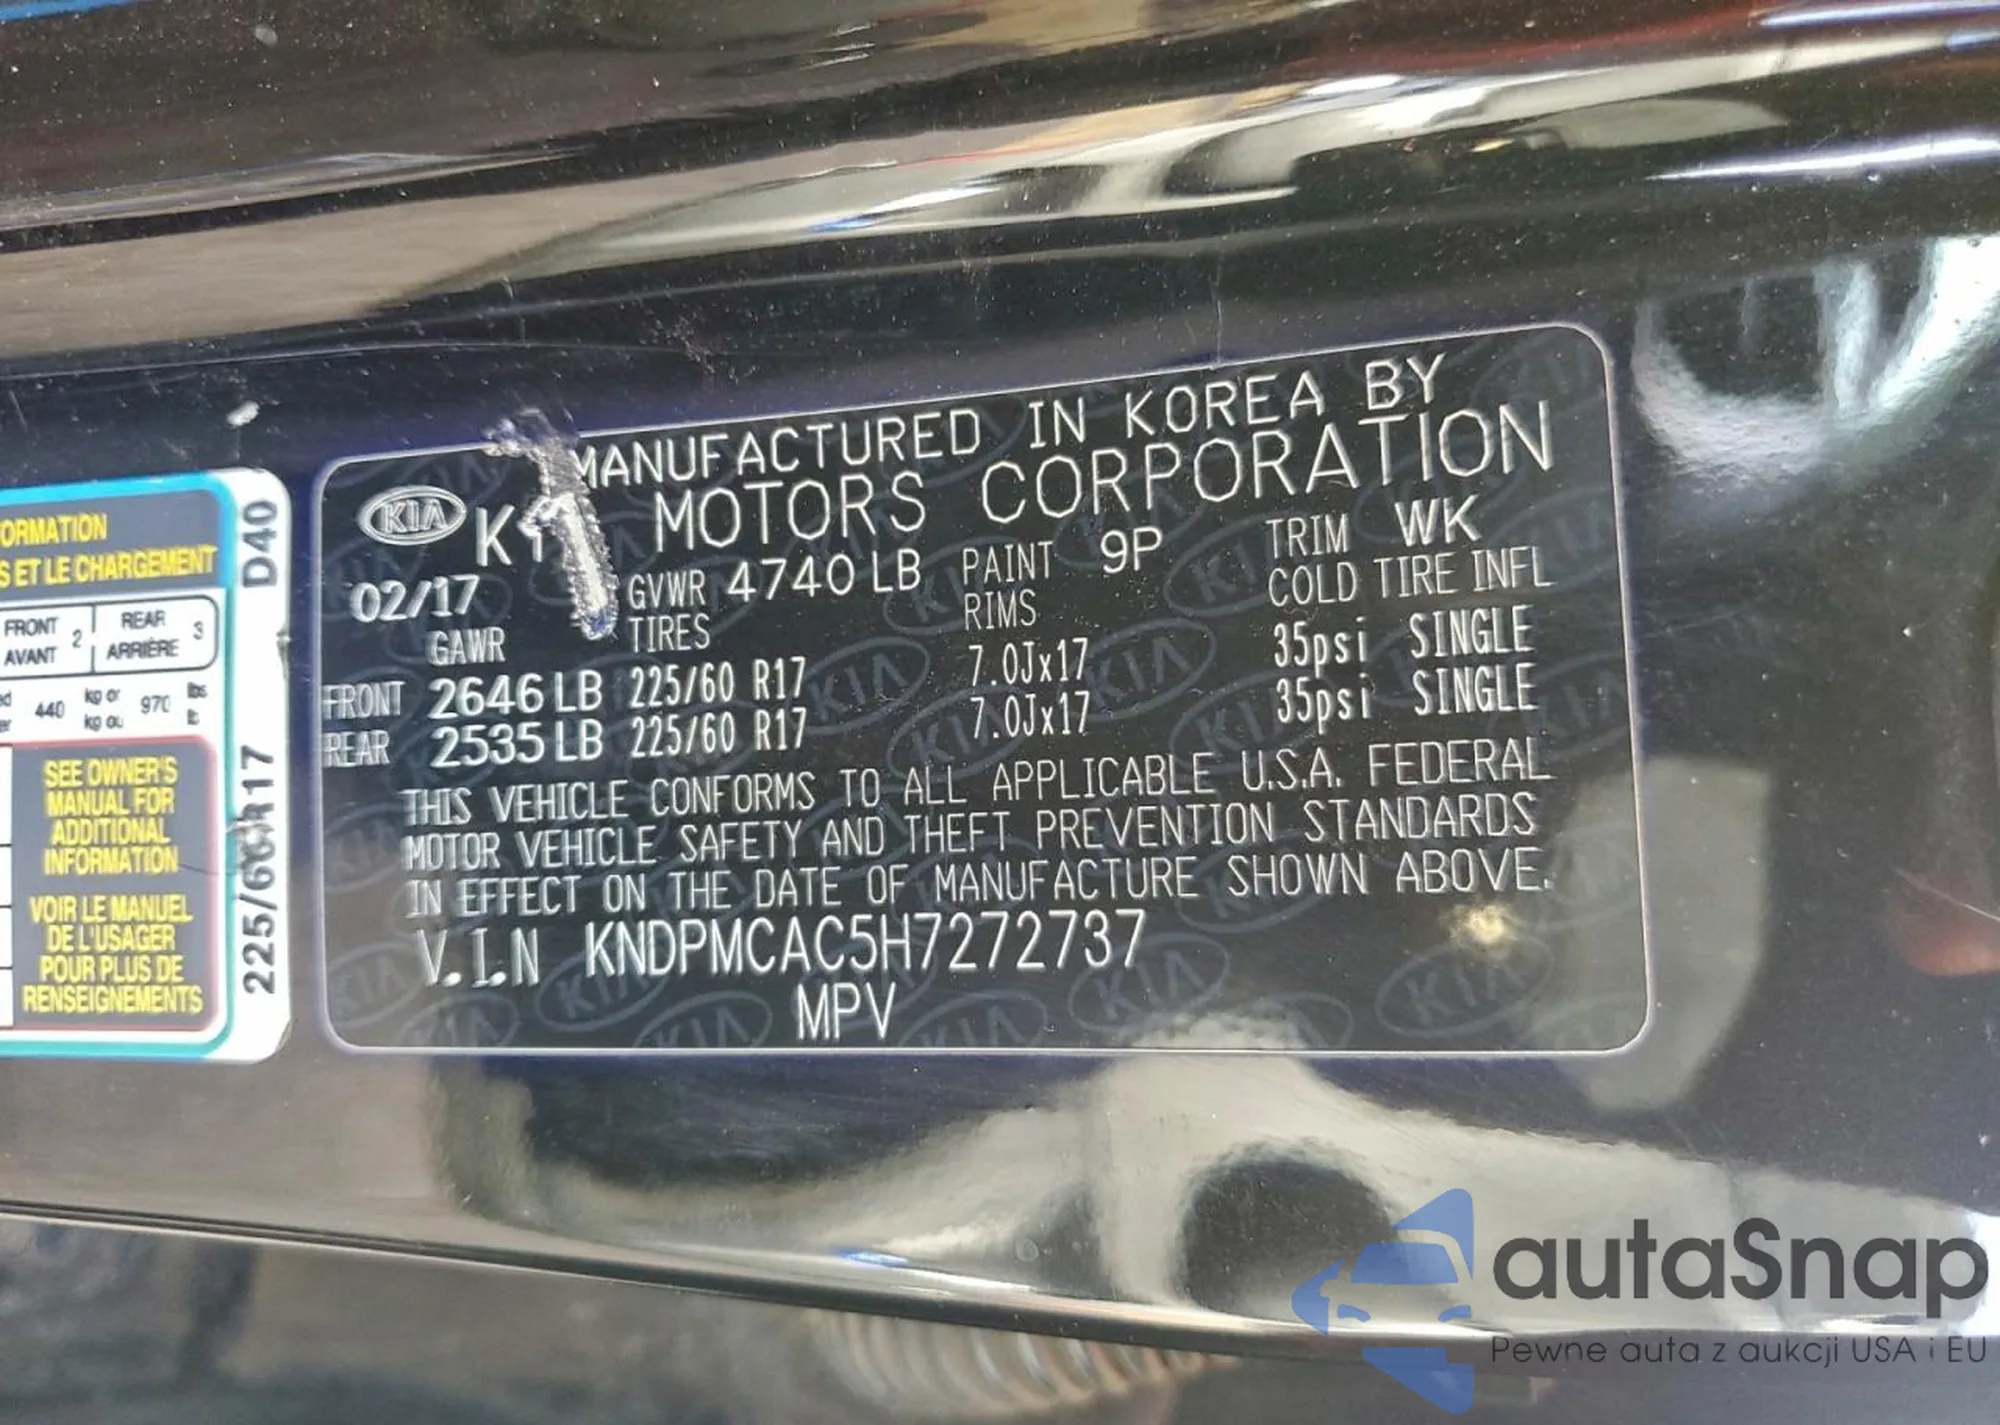 ORMATION
S ET LE CHARGEMENT
FRONT
AVANT 2
REAR
ARRIÈRE 3
440 kg or
kg ou 970 lbs
lb
SEE OWNER'S
MANUAL FOR
ADDITIONAL
INFORMATION
VOIR LE MANUEL
DE L'USAGER
POUR PLUS DE
RENSEIGNEMENTS
D40
MANUFACTURED IN KOREA BY
KIA MOTORS CORPORATION
02/17 GVWR 4740 LB PAINT 9P TRIM WK
GAWR TIRES RIMS COLD TIRE INFL
FRONT 2646 LB 225/60 R17 7.0Jx17 35psi SINGLE
REAR 2535 LB 225/60 R17 7.0Jx17 35psi SINGLE
THIS VEHICLE CONFORMS TO ALL APPLICABLE U.S.A. FEDERAL
MOTOR VEHICLE SAFETY AND THEFT PREVENTION STANDARDS
IN EFFECT ON THE DATE OF MANUFACTURE SHOWN ABOVE.
V.I.N KNDPMCAC5H7272737
MPV
autaSnap
Pewne auta z aukcji USA i EU